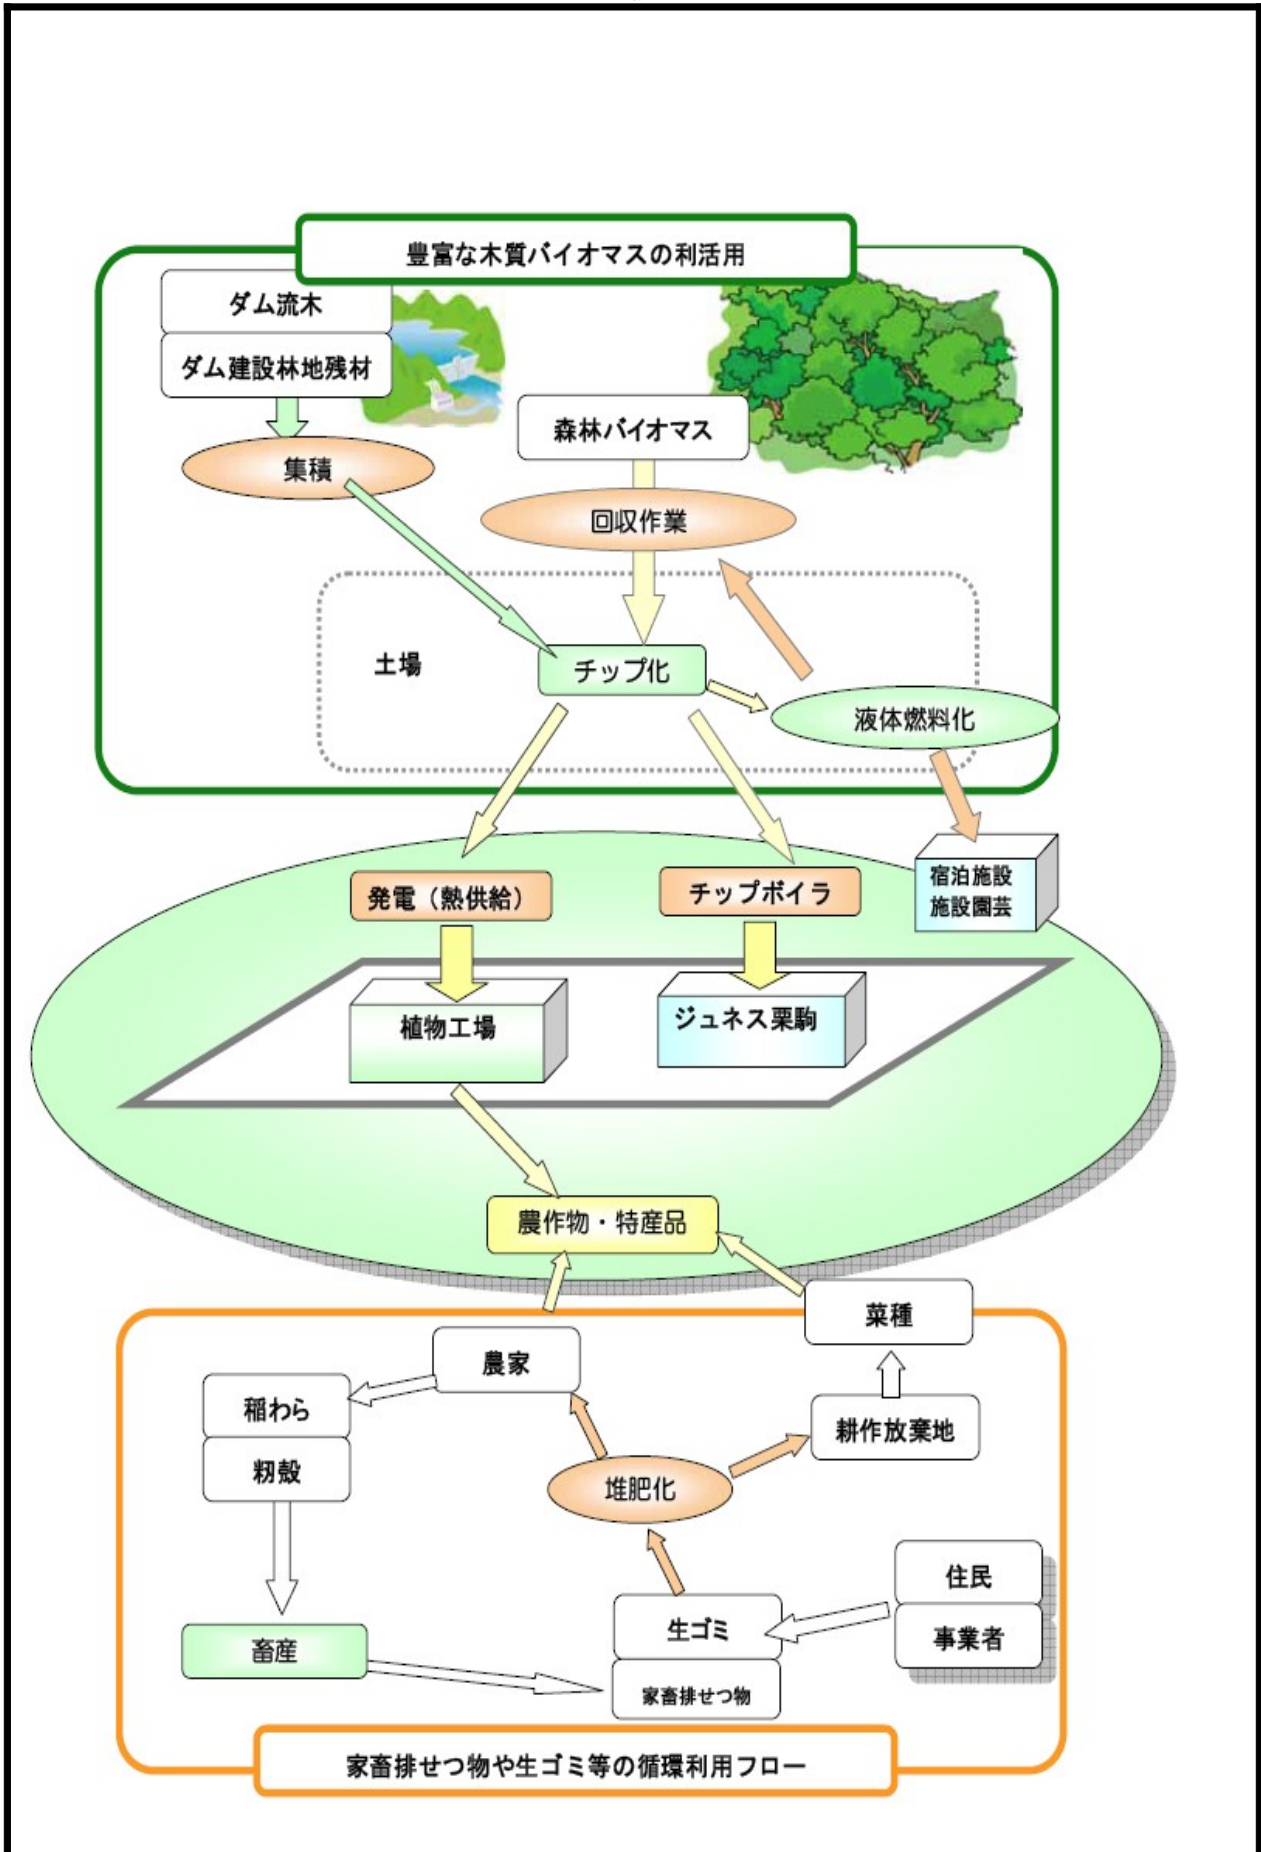 豊富な木質バイオマスの利活用
ダム流木
ダム建設林地残材
森林バイオマス
集積
回収作業
土場
チップ化
液体燃料化
宿泊施設
施設園芸
発電（熱供給）
チップボイラ
植物工場
ジュネス栗駒
農作物・特産品
菜種
農家
稲わら
耕作放棄地
籾殻
堆肥化
住民
生ゴミ
事業者
畜産
家畜排せつ物
家畜排せつ物や生ゴミ等の循環利用フロー